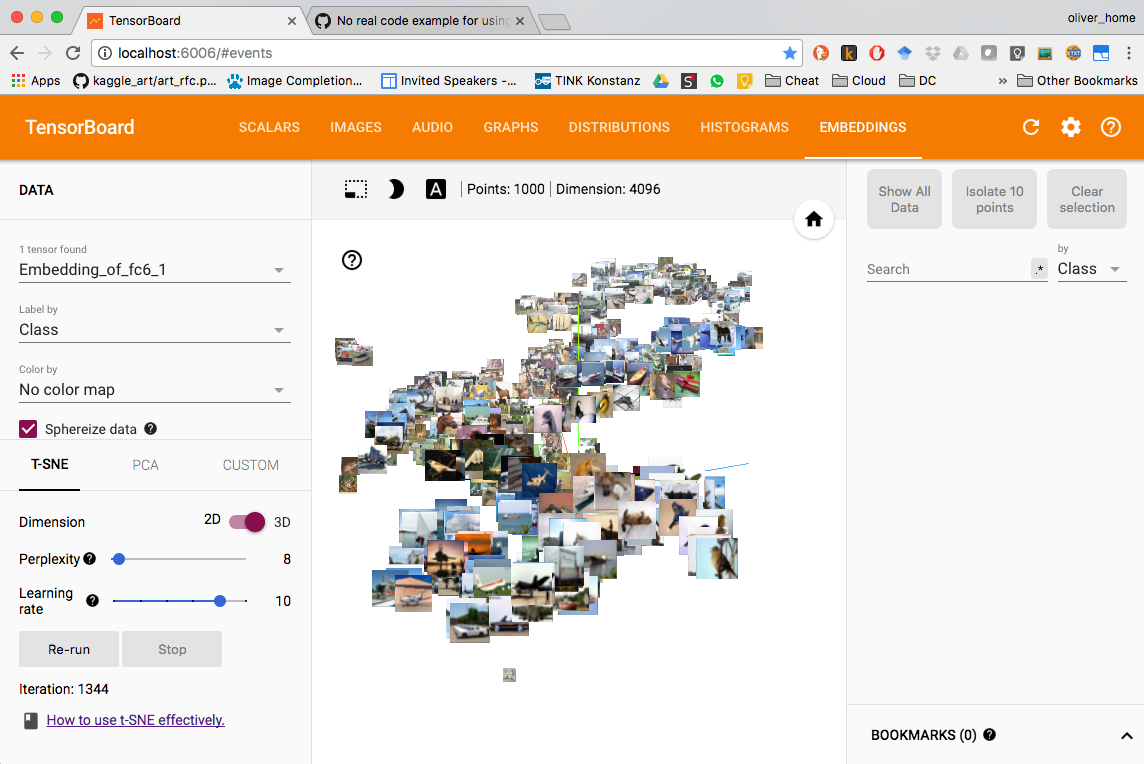 TensorBoard
No real code example for using
oliver_home
localhost:6006/#events
Apps
kaggle_art/art_rfc.p...
Image Completion...
Invited Speakers -...
TINK Konstanz
Cheat
Cloud
DC
»
Other Bookmarks
TensorBoard
SCALARS
IMAGES
AUDIO
GRAPHS
DISTRIBUTIONS
HISTOGRAMS
EMBEDDINGS
DATA
1 tensor found
Embedding_of_fc6_1
Label by
Class
Color by
No color map
Sphereize data
T-SNE
PCA
CUSTOM
Dimension
2D
3D
Perplexity
8
Learning
rate
10
Re-run
Stop
Iteration: 1344
How to use t-SNE effectively.
A
Points: 1000
Dimension: 4096
Show All
Data
Isolate 10
points
Clear
selection
Search
.*
by
Class
BOOKMARKS (0)